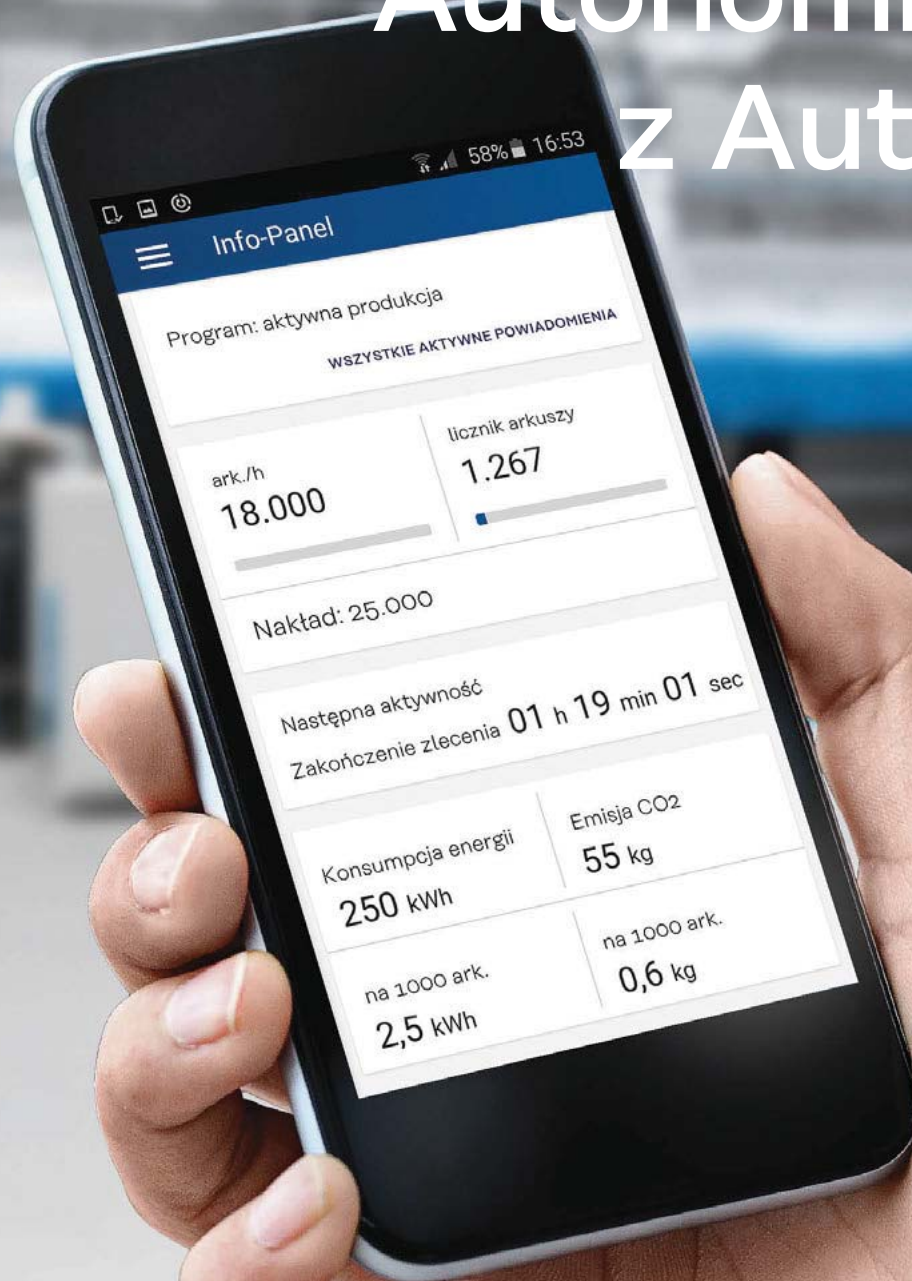 z Aut
58% 16:53
Info-Panel
Program: aktywna produkcja
WSZYSTKIE AKTYWNE POWIADOMIENIA
ark./h
18.000
licznik arkuszy
1.267
Nakład: 25.000
Następna aktywność
Zakończenie zlecenia 01 h 19 min 01 sec
Konsumpcja energii
250 kWh
Emisja CO2
55 kg
na 1000 ark.
2,5 kWh
na 1000 ark.
0,6 kg